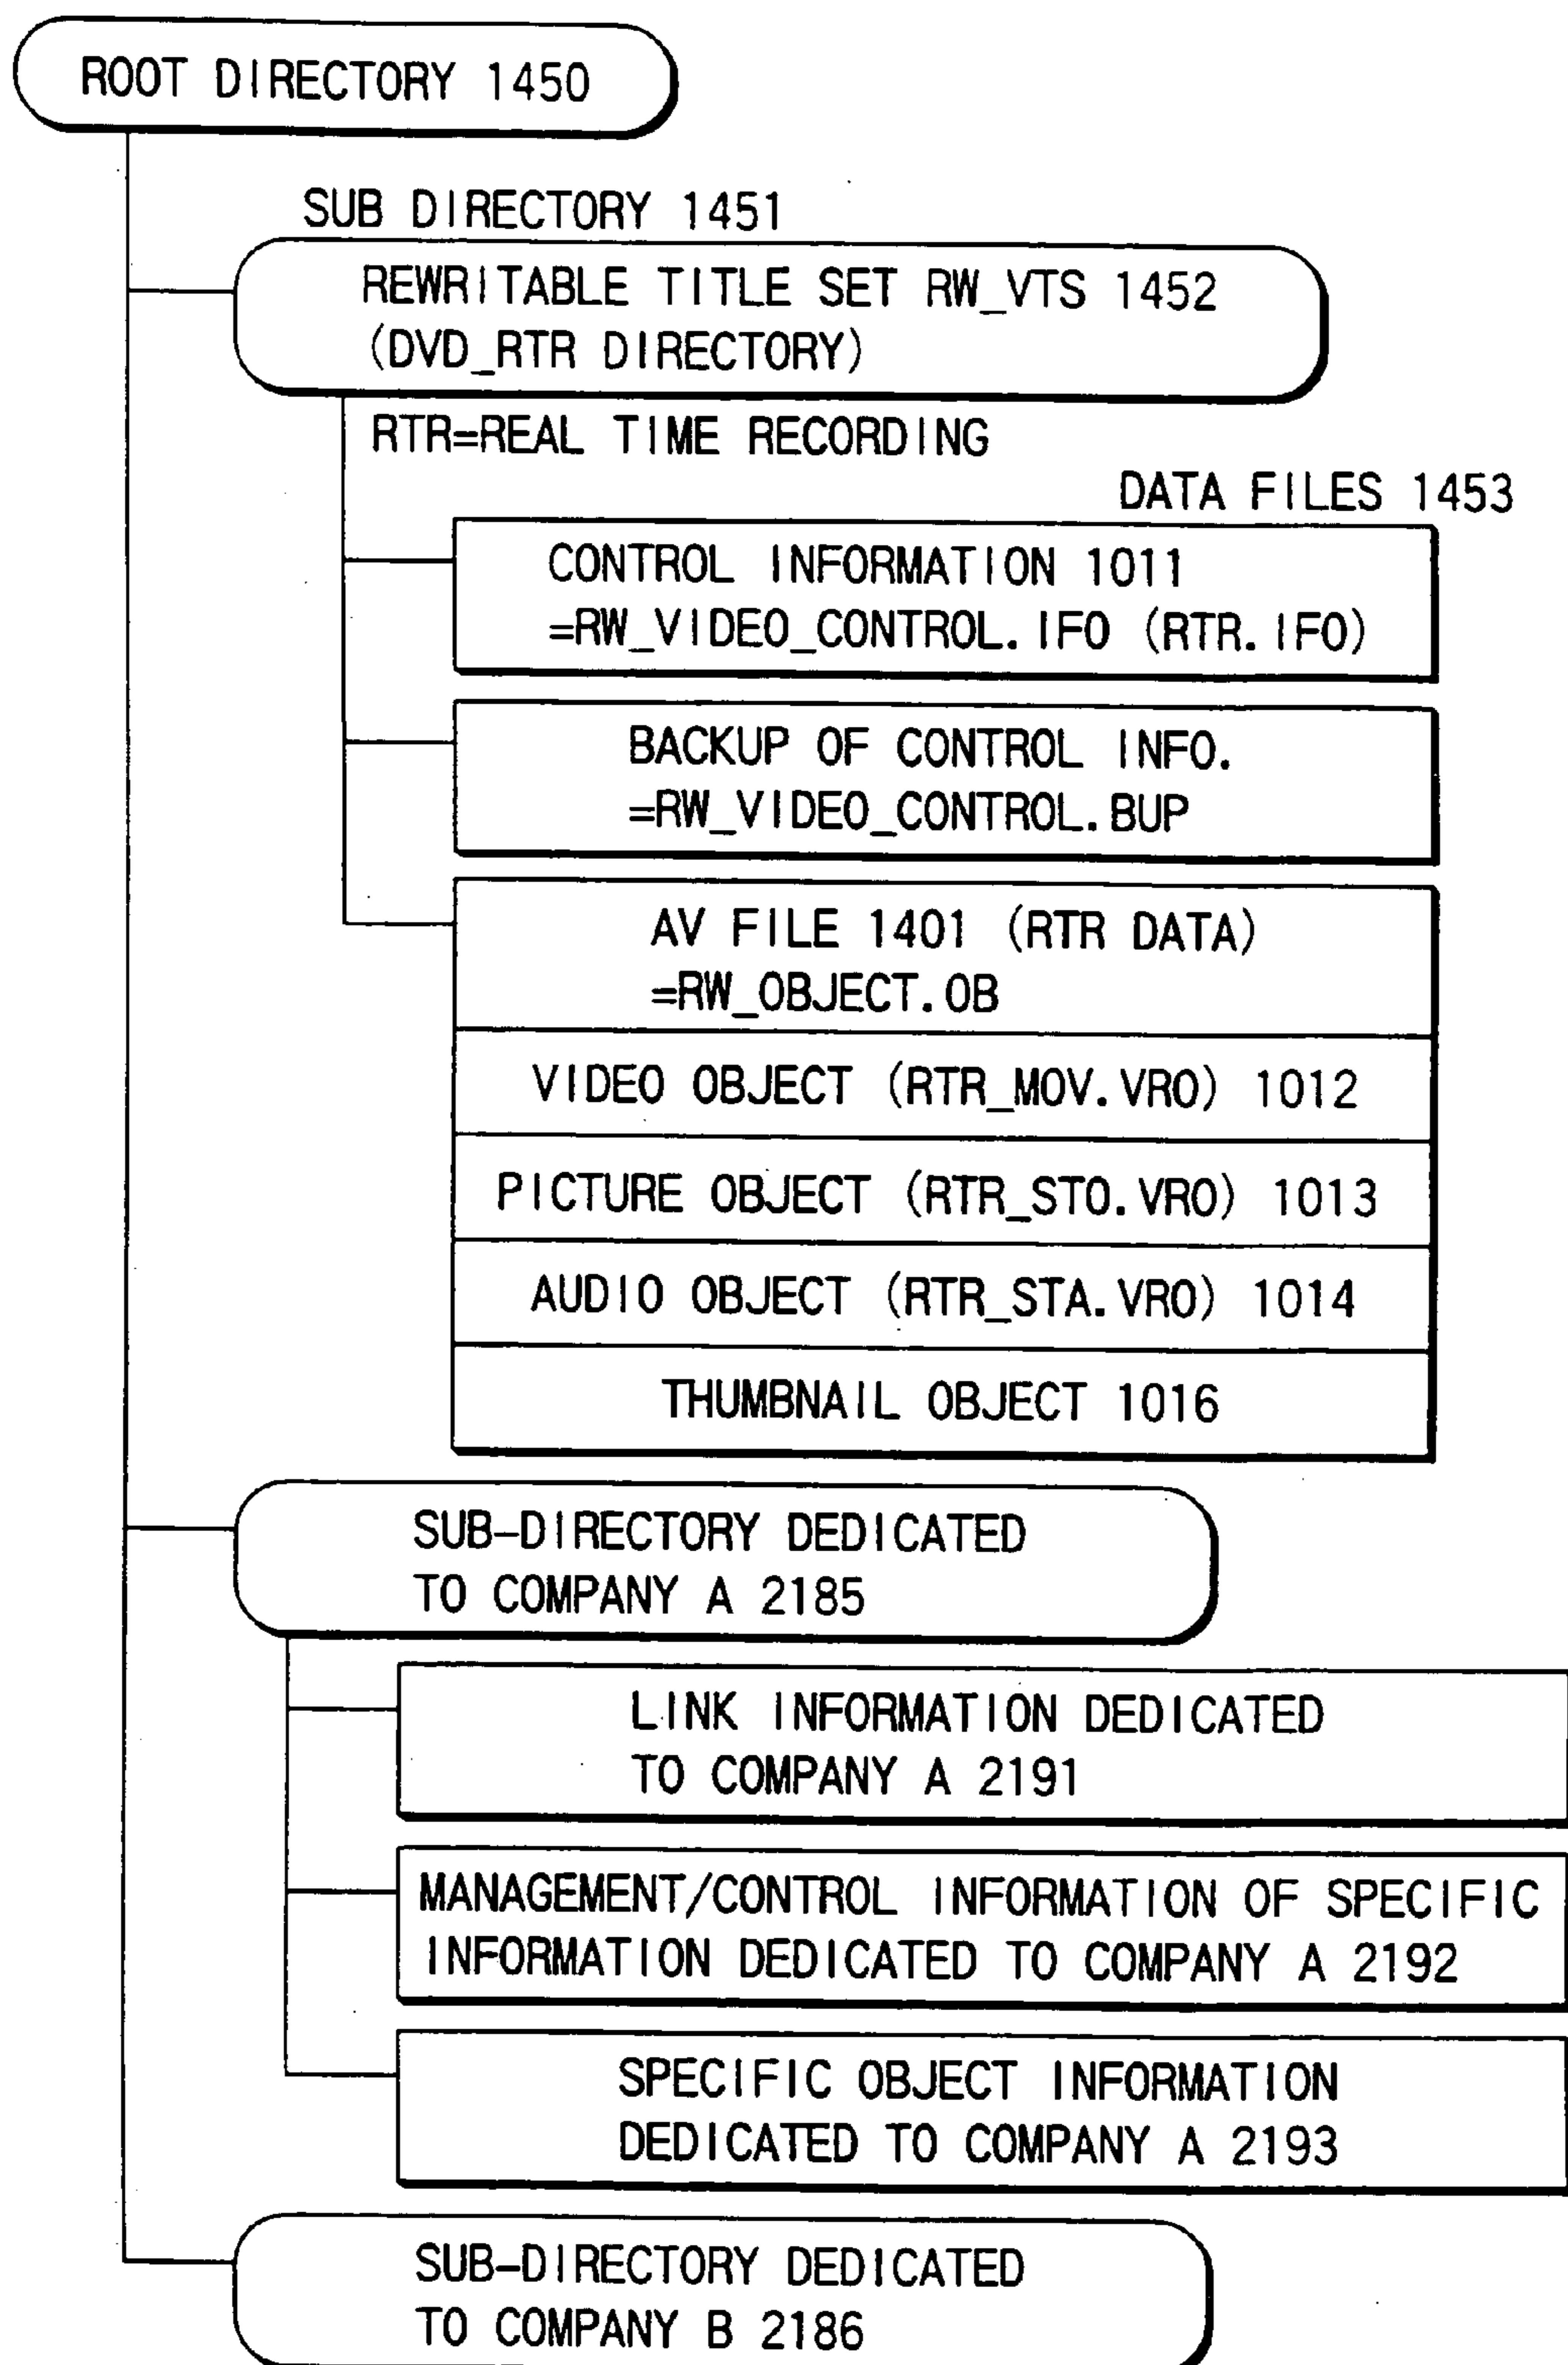 ROOT DIRECTORY 1450
SUB DIRECTORY 1451
REWRITABLE TITLE SET RW_VTS 1452
(DVD_RTR DIRECTORY)
RTR=REAL TIME RECORDING
DATA FILES 1453
CONTROL INFORMATION 1011
=RW_VIDEO_CONTROL.IFO (RTR.IFO)
BACKUP OF CONTROL INFO.
=RW_VIDEO_CONTROL.BUP
AV FILE 1401 (RTR DATA)
=RW_OBJECT.OB
VIDEO OBJECT (RTR_MOV.VRO) 1012
PICTURE OBJECT (RTR_STO.VRO) 1013
AUDIO OBJECT (RTR_STA.VRO) 1014
THUMBNAIL OBJECT 1016
SUB-DIRECTORY DEDICATED
TO COMPANY A 2185
LINK INFORMATION DEDICATED
TO COMPANY A 2191
MANAGEMENT/CONTROL INFORMATION OF SPECIFIC
INFORMATION DEDICATED TO COMPANY A 2192
SPECIFIC OBJECT INFORMATION
DEDICATED TO COMPANY A 2193
SUB-DIRECTORY DEDICATED
TO COMPANY B 2186